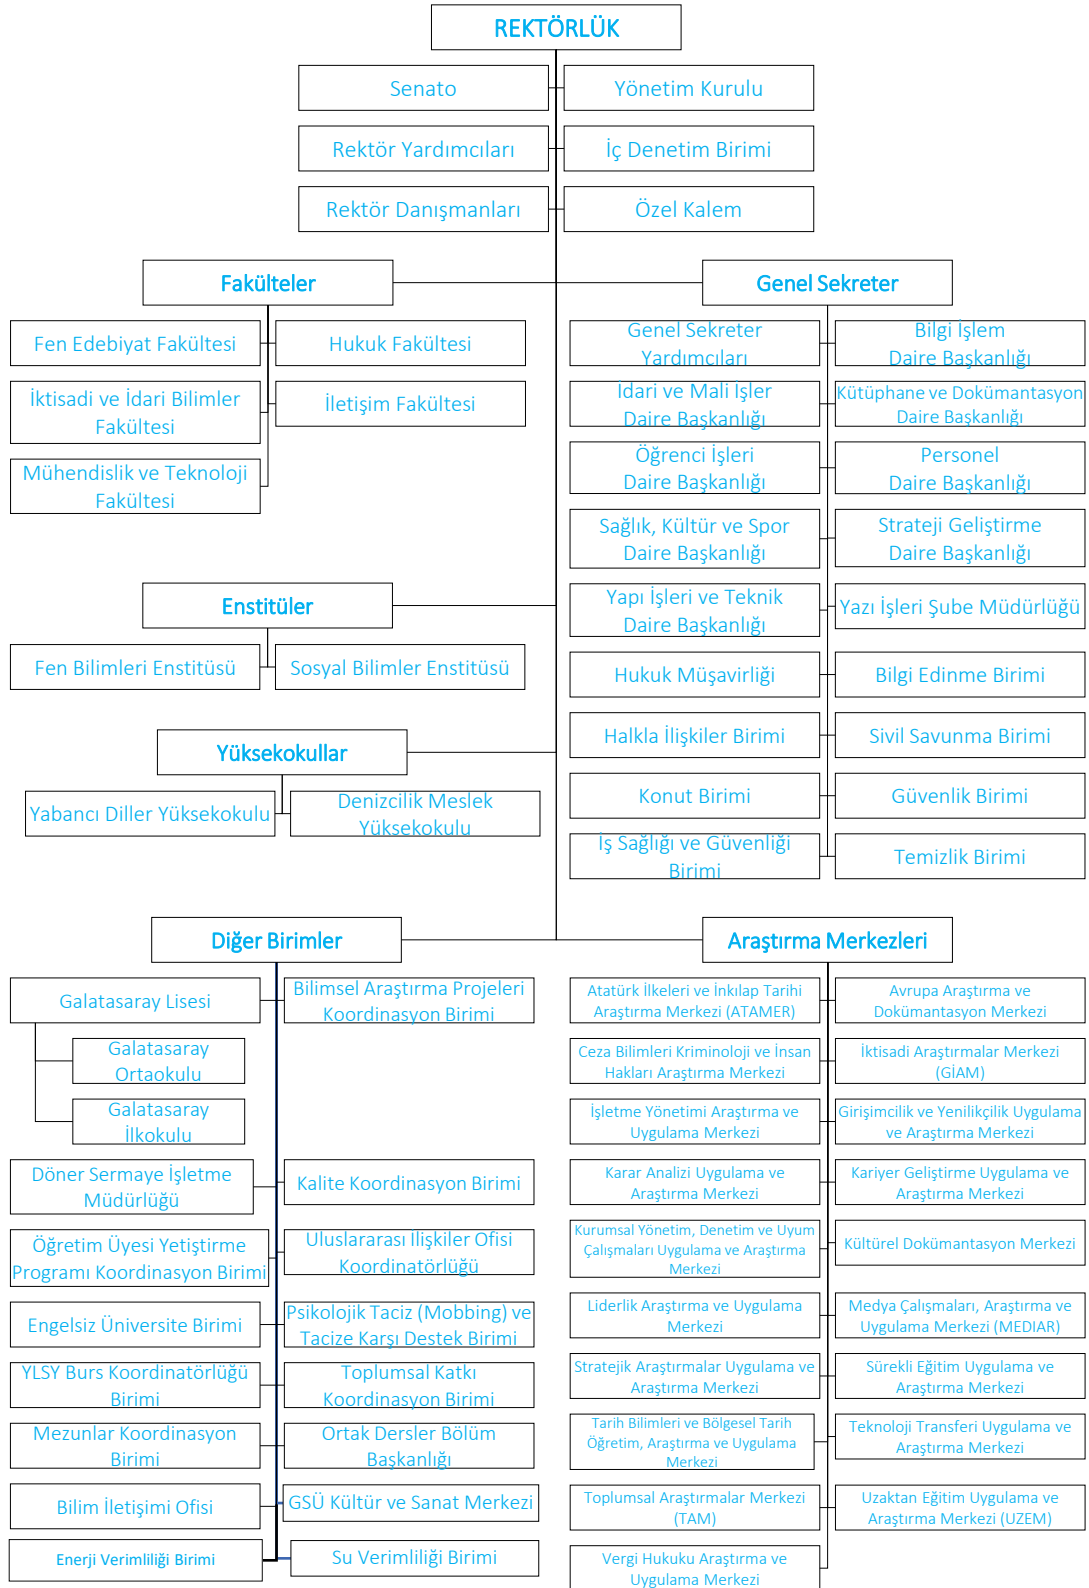 REKTÖRLÜK
Senato
Yönetim Kurulu
Rektör Yardımcıları
İç Denetim Birimi
Rektör Danışmanları
Özel Kalem
Fakülteler
Fen Edebiyat Fakültesi
Hukuk Fakültesi
İktisadi ve İdari Bilimler
Fakültesi
İletişim Fakültesi
Mühendislik ve Teknoloji
Fakültesi
Genel Sekreter
Genel Sekreter
Yardımcıları
Bilgi İşlem
Daire Başkanlığı
İdari ve Mali İşler
Daire Başkanlığı
Kütüphane ve Dokümantasyon
Daire Başkanlığı
Öğrenci İşleri
Daire Başkanlığı
Personel
Daire Başkanlığı
Sağlık, Kültür ve Spor
Daire Başkanlığı
Strateji Geliştirme
Daire Başkanlığı
Yapı İşleri ve Teknik
Daire Başkanlığı
Yazı İşleri Şube Müdürlüğü
Hukuk Müşavirliği
Bilgi Edinme Birimi
Halkla İlişkiler Birimi
Sivil Savunma Birimi
Konut Birimi
Güvenlik Birimi
İş Sağlığı ve Güvenliği
Birimi
Temizlik Birimi
Enstitüler
Fen Bilimleri Enstitüsü
Sosyal Bilimler Enstitüsü
Yüksekokullar
Yabancı Diller Yüksekokulu
Denizcilik Meslek
Yüksekokulu
Diğer Birimler
Galatasaray Lisesi
Bilimsel Araştırma Projeleri
Koordinasyon Birimi
Galatasaray
Ortaokulu
Galatasaray
İlkokulu
Döner Sermaye İşletme
Müdürlüğü
Kalite Koordinasyon Birimi
Öğretim Üyesi Yetiştirme
Programı Koordinasyon Birimi
Uluslararası İlişkiler Ofisi
Koordinatörlüğü
Engelsiz Üniversite Birimi
Psikolojik Taciz (Mobbing) ve
Tacize Karşı Destek Birimi
YLSY Burs Koordinatörlüğü
Birimi
Toplumsal Katkı
Koordinasyon Birimi
Mezunlar Koordinasyon
Birimi
Ortak Dersler Bölüm
Başkanlığı
Bilim İletişimi Ofisi
GSÜ Kültür ve Sanat Merkezi
Enerji Verimliliği Birimi
Su Verimliliği Birimi
Araştırma Merkezleri
Atatürk İlkeleri ve İnkılap Tarihi
Araştırma Merkezi (ATAMER)
Avrupa Araştırma ve
Dokümantasyon Merkezi
Ceza Bilimleri Kriminoloji ve İnsan
Hakları Araştırma Merkezi
İktisadi Araştırmalar Merkezi
(GİAM)
İşletme Yönetimi Araştırma ve
Uygulama Merkezi
Girişimcilik ve Yenilikçilik Uygulama
ve Araştırma Merkezi
Karar Analizi Uygulama ve
Araştırma Merkezi
Kariyer Geliştirme Uygulama ve
Araştırma Merkezi
Kurumsal Yönetim, Denetim ve Uyum
Çalışmaları Uygulama ve Araştırma
Merkezi
Kültürel Dokümantasyon Merkezi
Liderlik Araştırma ve Uygulama
Merkezi
Medya Çalışmaları, Araştırma ve
Uygulama Merkezi (MEDIAR)
Stratejik Araştırmalar Uygulama ve
Araştırma Merkezi
Sürekli Eğitim Uygulama ve
Araştırma Merkezi
Tarih Bilimleri ve Bölgesel Tarih
Öğretim, Araştırma ve Uygulama
Merkezi
Teknoloji Transferi Uygulama ve
Araştırma Merkezi
Toplumsal Araştırmalar Merkezi
(TAM)
Uzaktan Eğitim Uygulama ve
Araştırma Merkezi (UZEM)
Vergi Hukuku Araştırma ve
Uygulama Merkezi